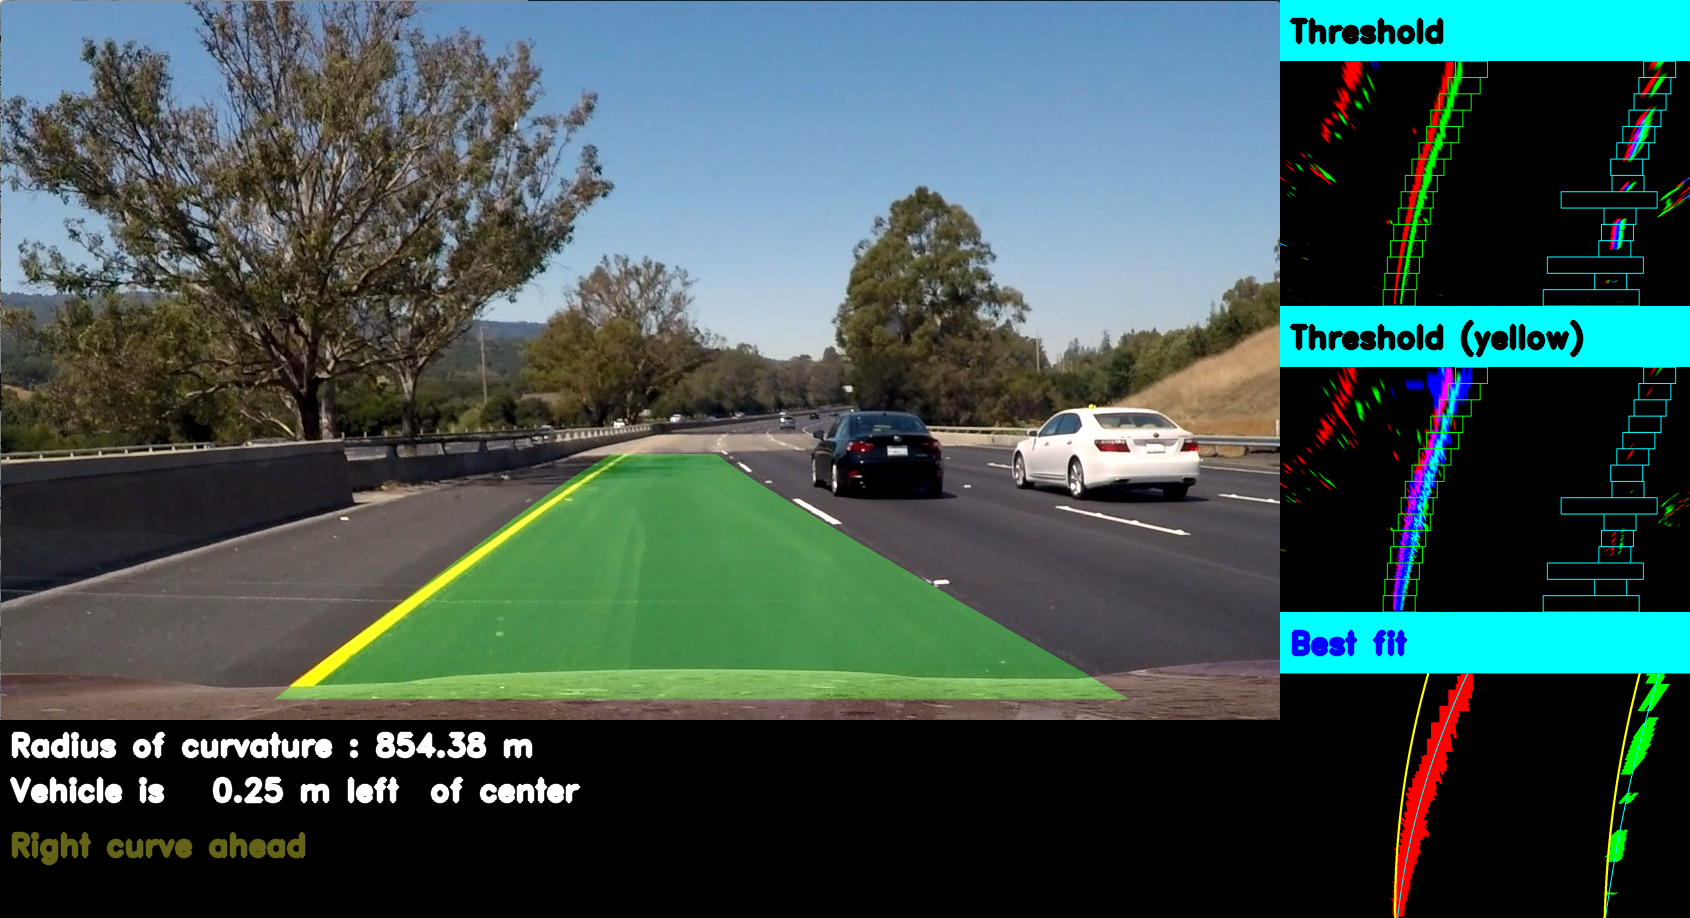 Threshold
Threshold (yellow)
Best fit
Radius of curvature : 854.38 m
Vehicle is 0.25 m left of center
Right curve ahead